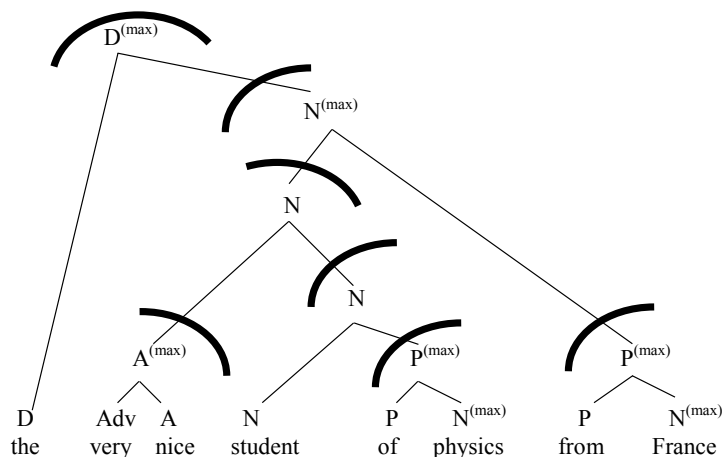 D(max)
N(max)
N
N
A(max) P(max) P(max)
D Adv A N P N(max) P N(max)
the very nice student of physics from France